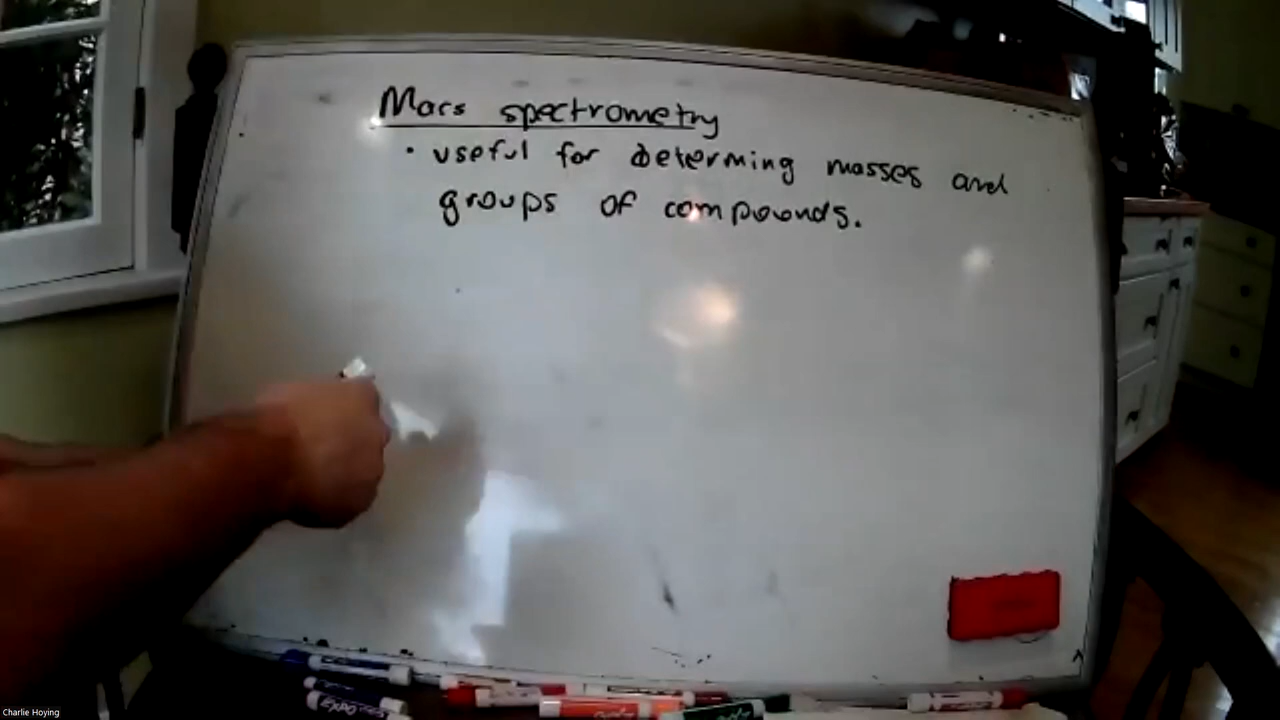 Mass spectrometry
• useful for determing masses and
groups of compounds.
Charlie Hoying